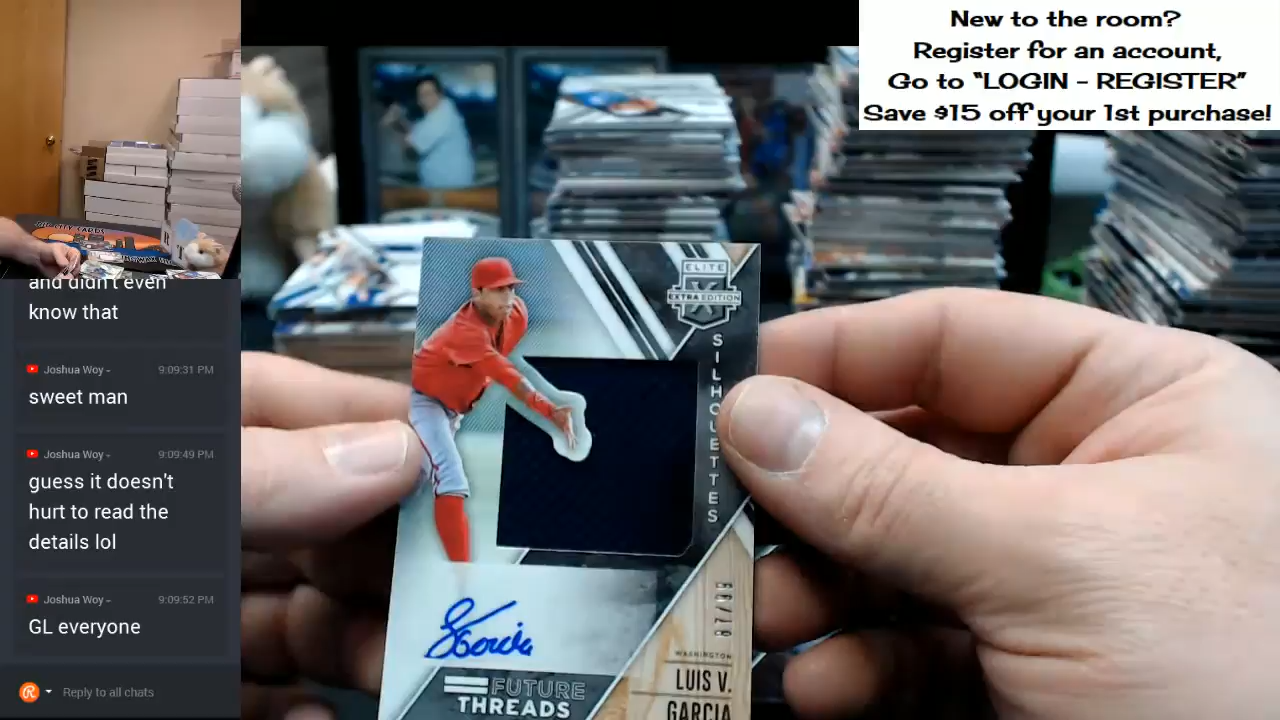 New to the room?
Register for an account,
Go to "LOGIN - REGISTER"
Save $15 off your 1st purchase!
and didn't even
know that
Joshua Woy -
9:09:31 PM
sweet man
Joshua Woy -
9:09:49 PM
guess it doesn't
hurt to read the
details lol
Joshua Woy -
9:09:52 PM
GL everyone
Reply to all chats
ELITE
X
EXTRA EDITION
SILHOUETTES
WASHINGTON
LUIS V.
GARCIA
FUTURE
THREADS